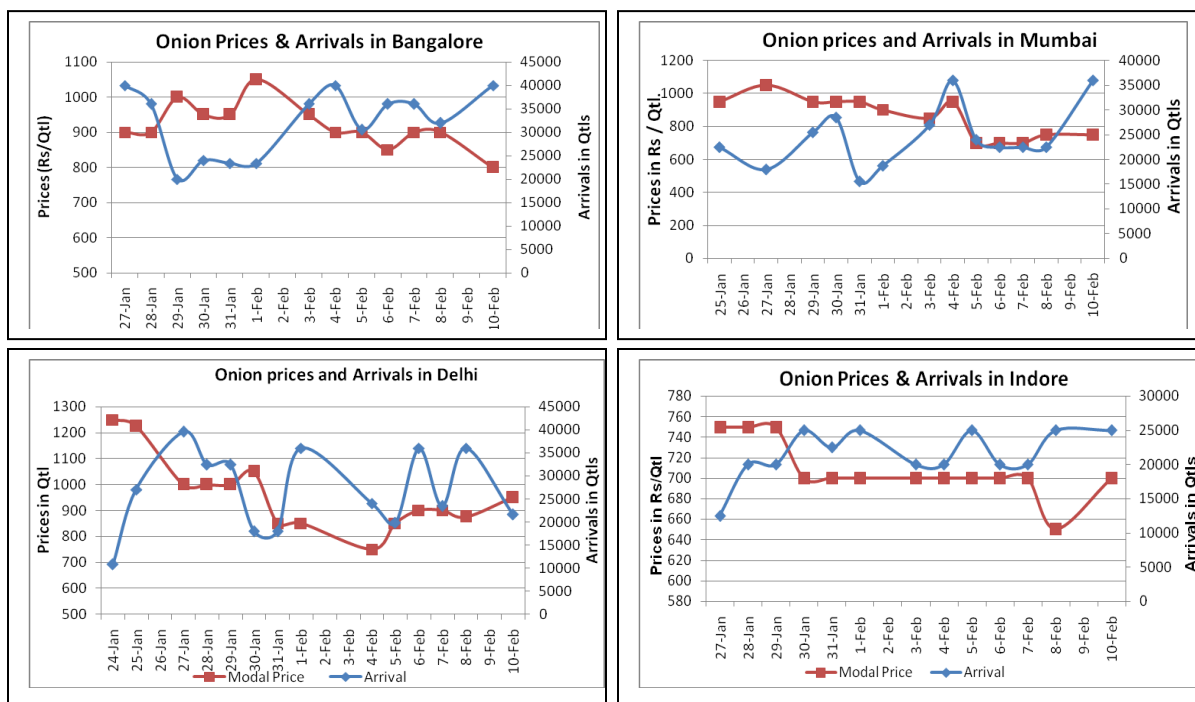 Onion Prices & Arrivals in Bangalore
Prices (Rs/Qtl)
1100
1000
900
800
700
600
500
45000
40000
35000
30000
25000
20000
15000
10000
5000
0
Arrivals in Qtls
27-Jan
28-Jan
29-Jan
30-Jan
31-Jan
1-Feb
2-Feb
3-Feb
4-Feb
5-Feb
6-Feb
7-Feb
8-Feb
9-Feb
10-Feb
Onion prices and Arrivals in Mumbai
Prices in Rs / Qtl.
1200
1000
800
600
400
200
0
40000
35000
30000
25000
20000
15000
10000
5000
0
Arrivals in Qtls
25-Jan
26-Jan
27-Jan
28-Jan
29-Jan
30-Jan
31-Jan
1-Feb
2-Feb
3-Feb
4-Feb
5-Feb
6-Feb
7-Feb
8-Feb
9-Feb
10-Feb
Onion prices and Arrivals in Delhi
Prices in Qtl
1300
1200
1100
1000
900
800
700
600
500
45000
40000
35000
30000
25000
20000
15000
10000
5000
0
Arrivals in Qtls
24-Jan
25-Jan
26-Jan
27-Jan
28-Jan
29-Jan
30-Jan
31-Jan
1-Feb
2-Feb
3-Feb
4-Feb
5-Feb
6-Feb
7-Feb
8-Feb
9-Feb
10-Feb
Modal Price Arrival
Onion Prices & Arrivals in Indore
Prices in Rs/Qtl
780
760
740
720
700
680
660
640
620
600
580
30000
25000
20000
15000
10000
5000
0
Arrivals in Qtls
27-Jan
28-Jan
29-Jan
30-Jan
31-Jan
1-Feb
2-Feb
3-Feb
4-Feb
5-Feb
6-Feb
7-Feb
8-Feb
9-Feb
10-Feb
Modal Price Arrival